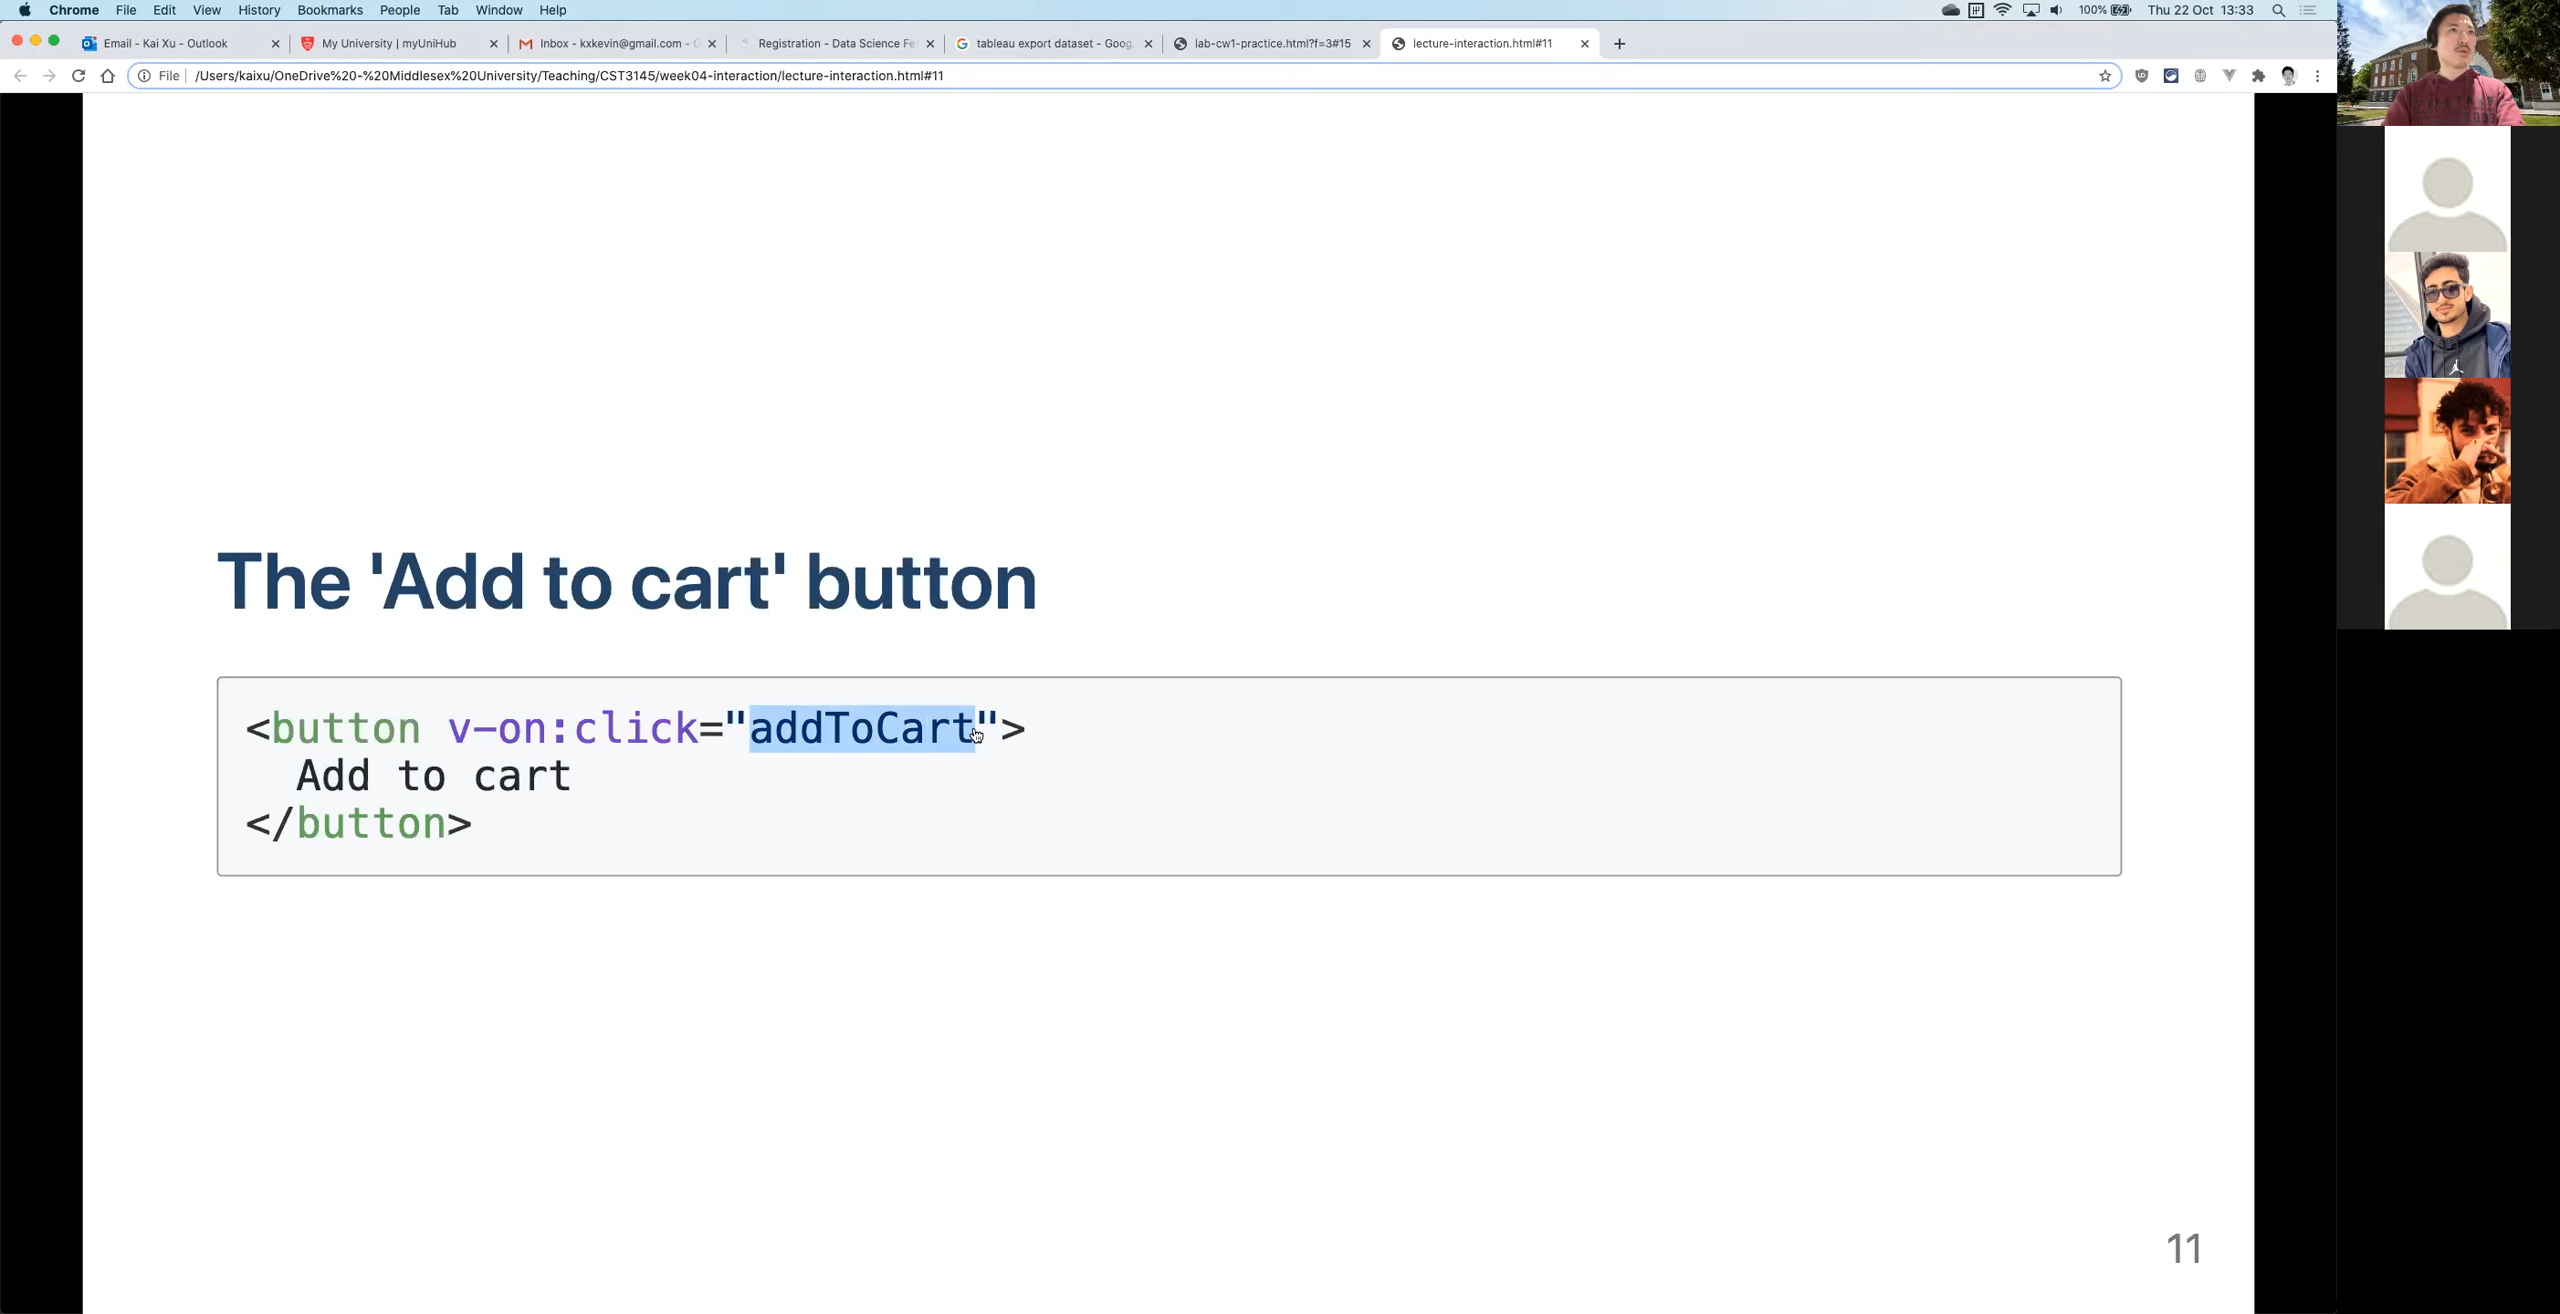 Chrome File Edit View History Bookmarks People Tab Window Help
100% Thu 22 Oct 13:33
Email - Kai Xu - Outlook
My University | myUniHub
Inbox - kxkevin@gmail.com - G
Registration - Data Science Fe
tableau export dataset - Goog
lab-cw1-practice.html?f=3#15
lecture-interaction.html#11
File /Users/kaixu/OneDrive%20-%20Middlesex%20University/Teaching/CST3145/week04-interaction/lecture-interaction.html#11
The 'Add to cart' button
<button v-on:click="addToCart">
Add to cart
</button>
11